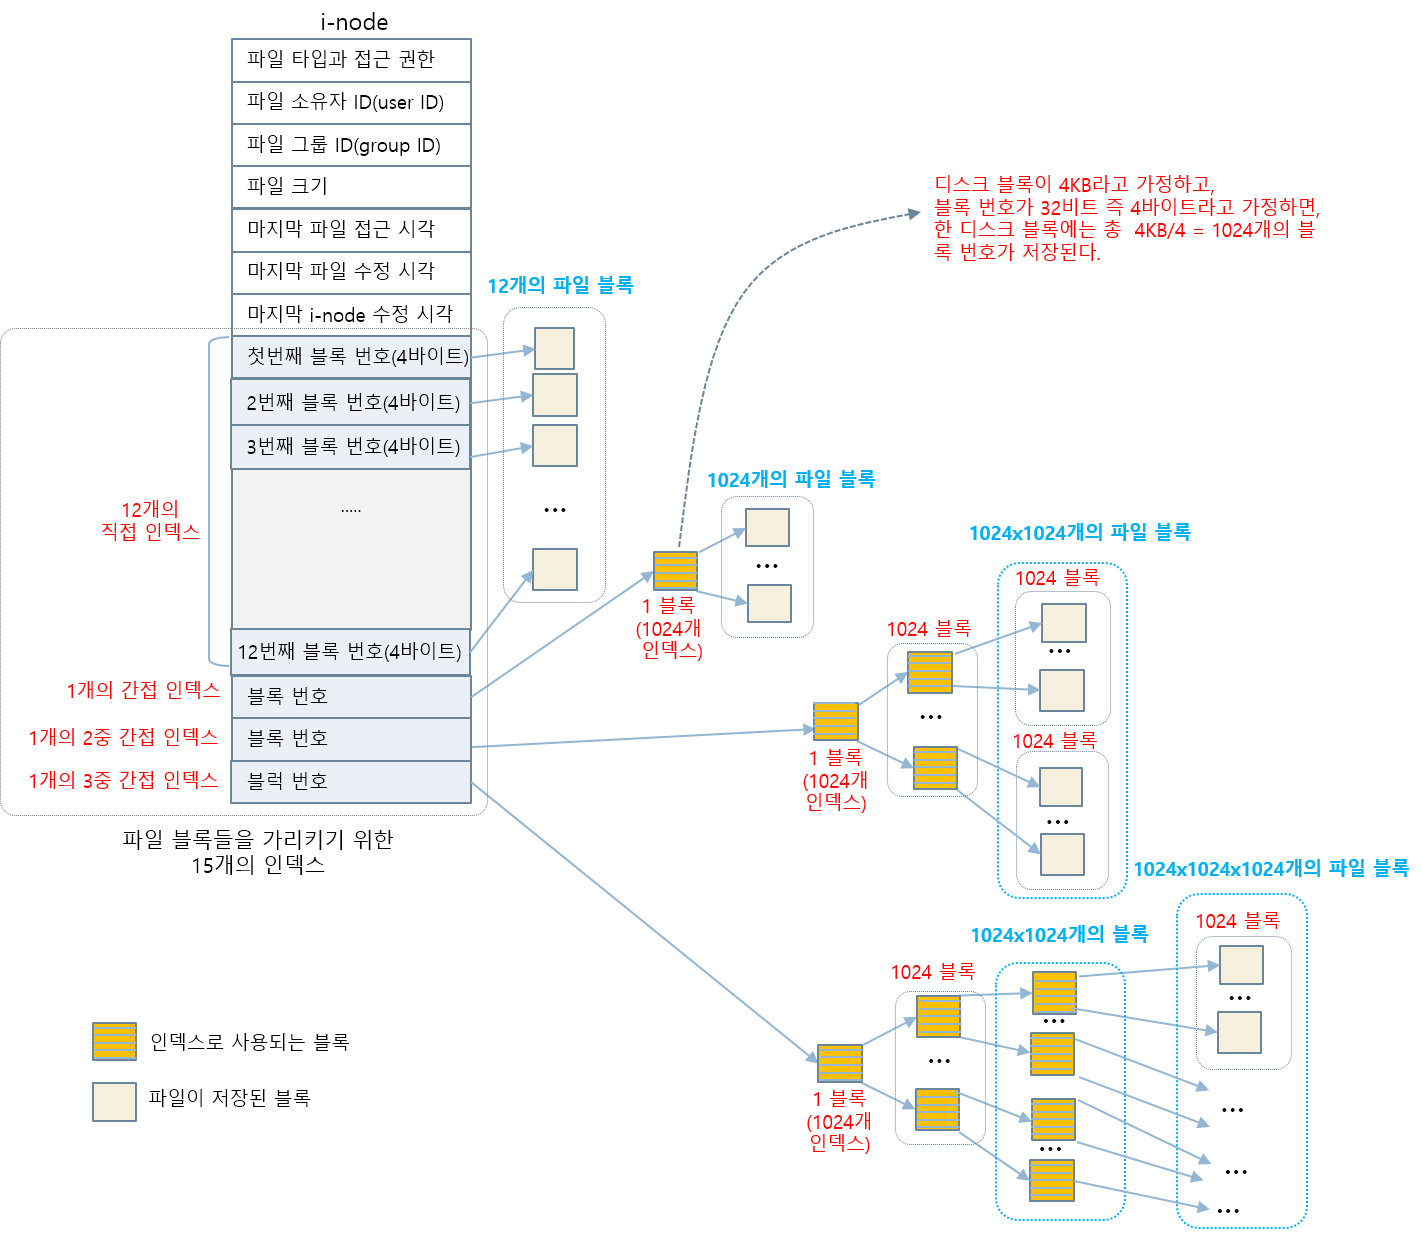 i-node
파일 타입과 접근 권한
파일 소유자 ID(user ID)
파일 그룹 ID(group ID)
파일 크기
마지막 파일 접근 시각
마지막 파일 수정 시각
마지막 i-node 수정 시각
첫번째 블록 번호(4바이트)
2번째 블록 번호(4바이트)
3번째 블록 번호(4바이트)
.....
12번째 블록 번호(4바이트)
블록 번호
블록 번호
블럭 번호
12개의
직접 인덱스
1개의 간접 인덱스
1개의 2중 간접 인덱스
1개의 3중 간접 인덱스
파일 블록들을 가리키기 위한
15개의 인덱스
12개의 파일 블록
...
디스크 블록이 4KB라고 가정하고,
블록 번호가 32비트 즉 4바이트라고 가정하면,
한 디스크 블록에는 총 4KB/4 = 1024개의 블
록 번호가 저장된다.
1024개의 파일 블록
...
1 블록
(1024개
인덱스)
1024x1024개의 파일 블록
1024 블록
...
1024 블록
...
1024 블록
...
1 블록
(1024개
인덱스)
1024x1024x1024개의 파일 블록
1024 블록
...
...
...
...
1024x1024개의 블록
...
...
1024 블록
...
1 블록
(1024개
인덱스)
인덱스로 사용되는 블록
파일이 저장된 블록